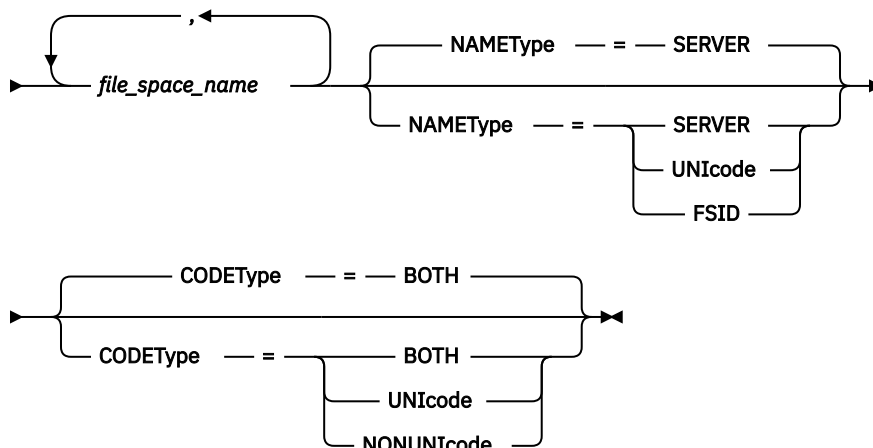 ,
NAMEType = SERVER
file_space_name
NAMEType = SERVER
UNIcode
FSID
CODEType = BOTH
CODEType = BOTH
UNIcode
NONUNIcode